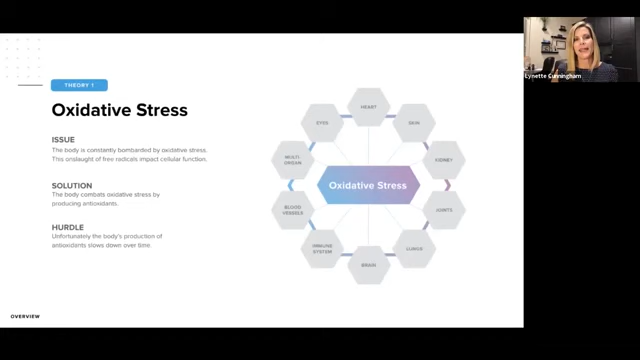 THEORY 1
Oxidative Stress
ISSUE
The body is constantly bombarded by oxidative stress.
This onslaught of free radicals impact cellular function.
SOLUTION
The body combats oxidative stress by
producing antioxidants.
HURDLE
Unfortunately the body's production of
antioxidants slows down over time.
OVERVIEW
HEART
EYES
SKIN
MULTI-
ORGAN
KIDNEY
Oxidative Stress
BLOOD
VESSELS
JOINTS
IMMUNE
SYSTEM
LUNGS
BRAIN
Lynette Cunningham